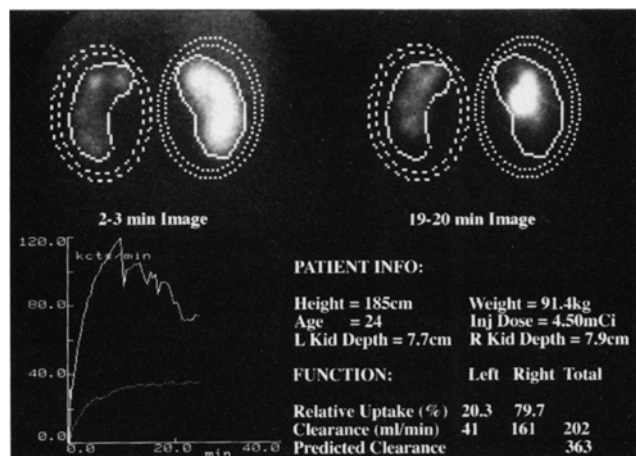 2-3 min Image
19-20 min Image
120.0
kcts/min
80.0
40.0
0.0
0.0 20.0 40.0
min
PATIENT INFO:
Height = 185cm Weight = 91.4kg
Age = 24 Inj Dose = 4.50mCi
L Kid Depth = 7.7cm R Kid Depth = 7.9cm
FUNCTION: Left Right Total
Relative Uptake (%) 20.3 79.7
Clearance (ml/min) 41 161 202
Predicted Clearance 363